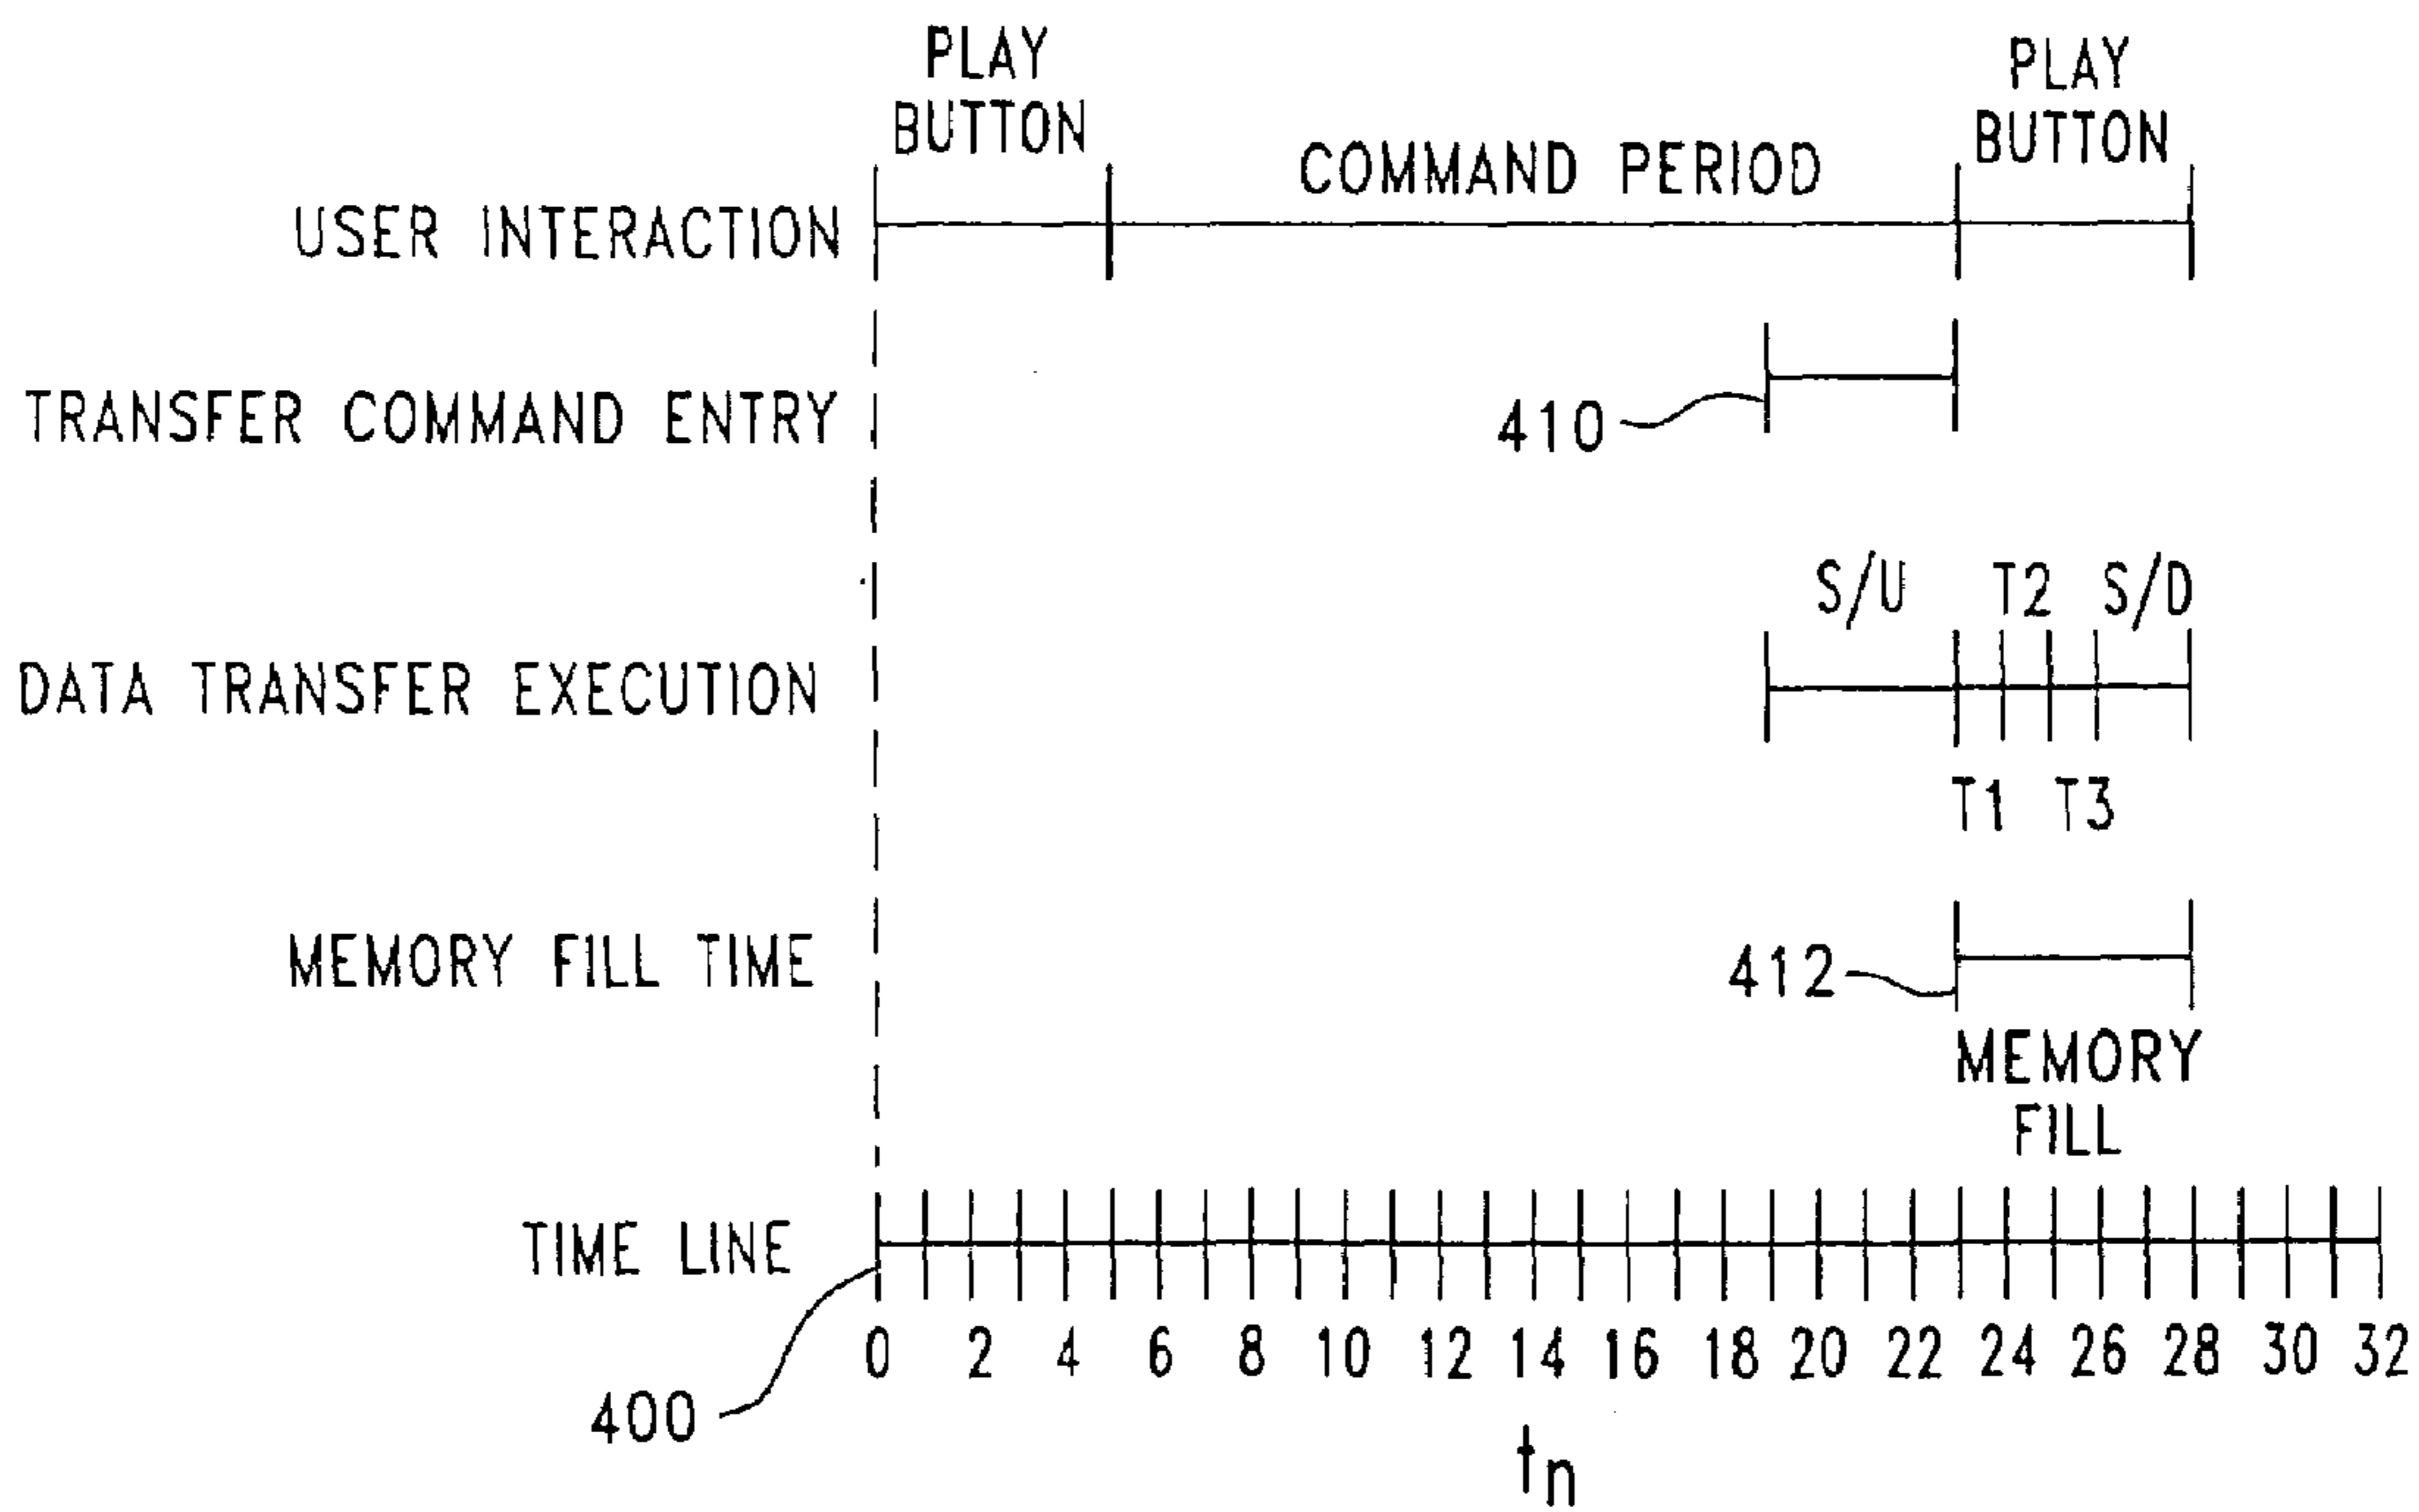 PLAY
BUTTON
PLAY
BUTTON
COMMAND PERIOD
USER INTERACTION
TRANSFER COMMAND ENTRY
410
S/U T2 S/D
DATA TRANSFER EXECUTION
T1 T3
MEMORY FILL TIME
412
MEMORY
FILL
TIME LINE
0 2 4 6 8 10 12 14 16 18 20 22 24 26 28 30 32
400
tn